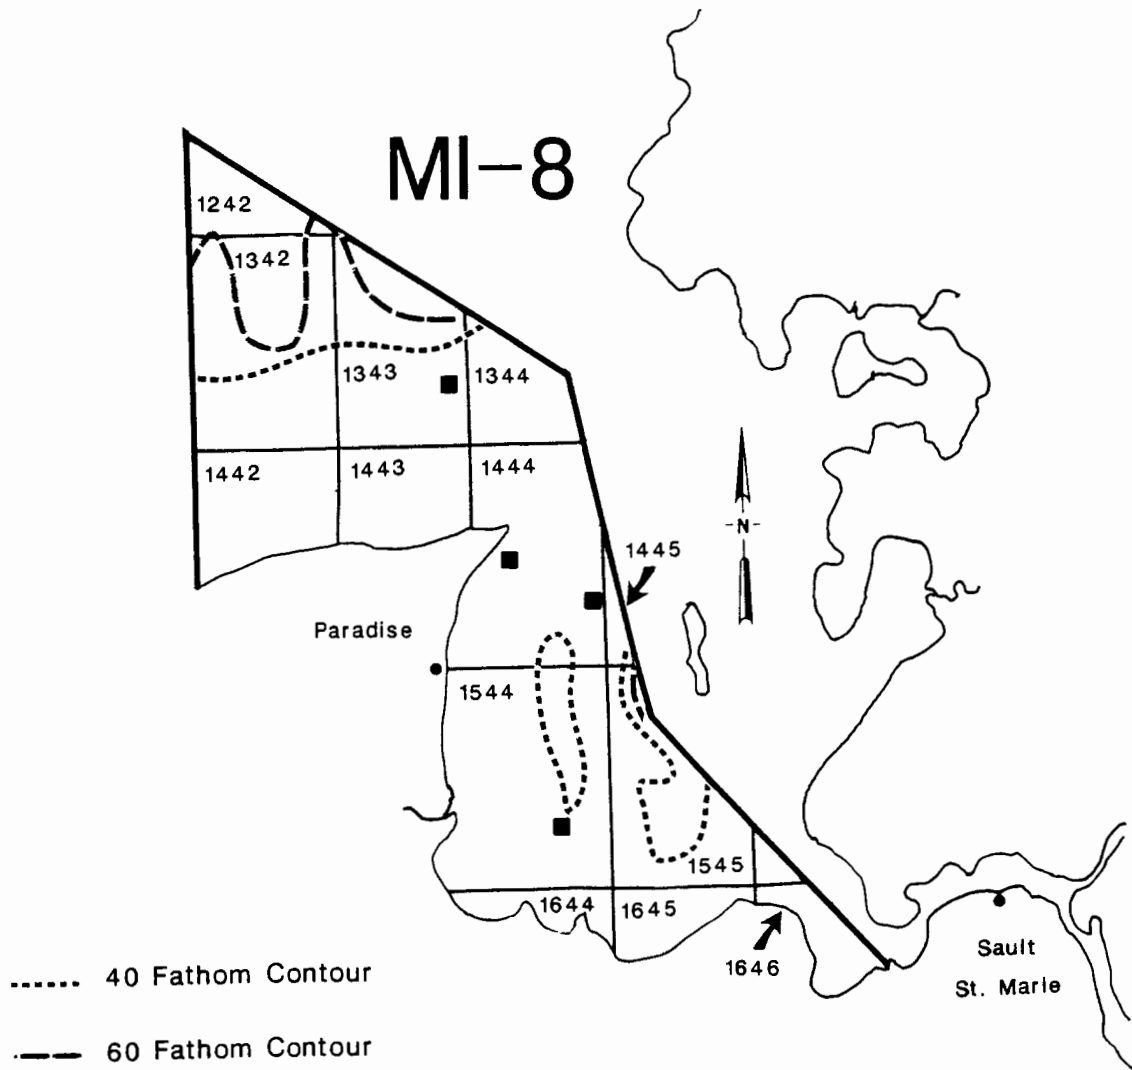 MI-8
1242
1342
1343
1344
1442
1443
1444
1445
-N-
Paradise
1544
1545
1644
1645
1646
Sault
St. Marie
40 Fathom Contour
60 Fathom Contour